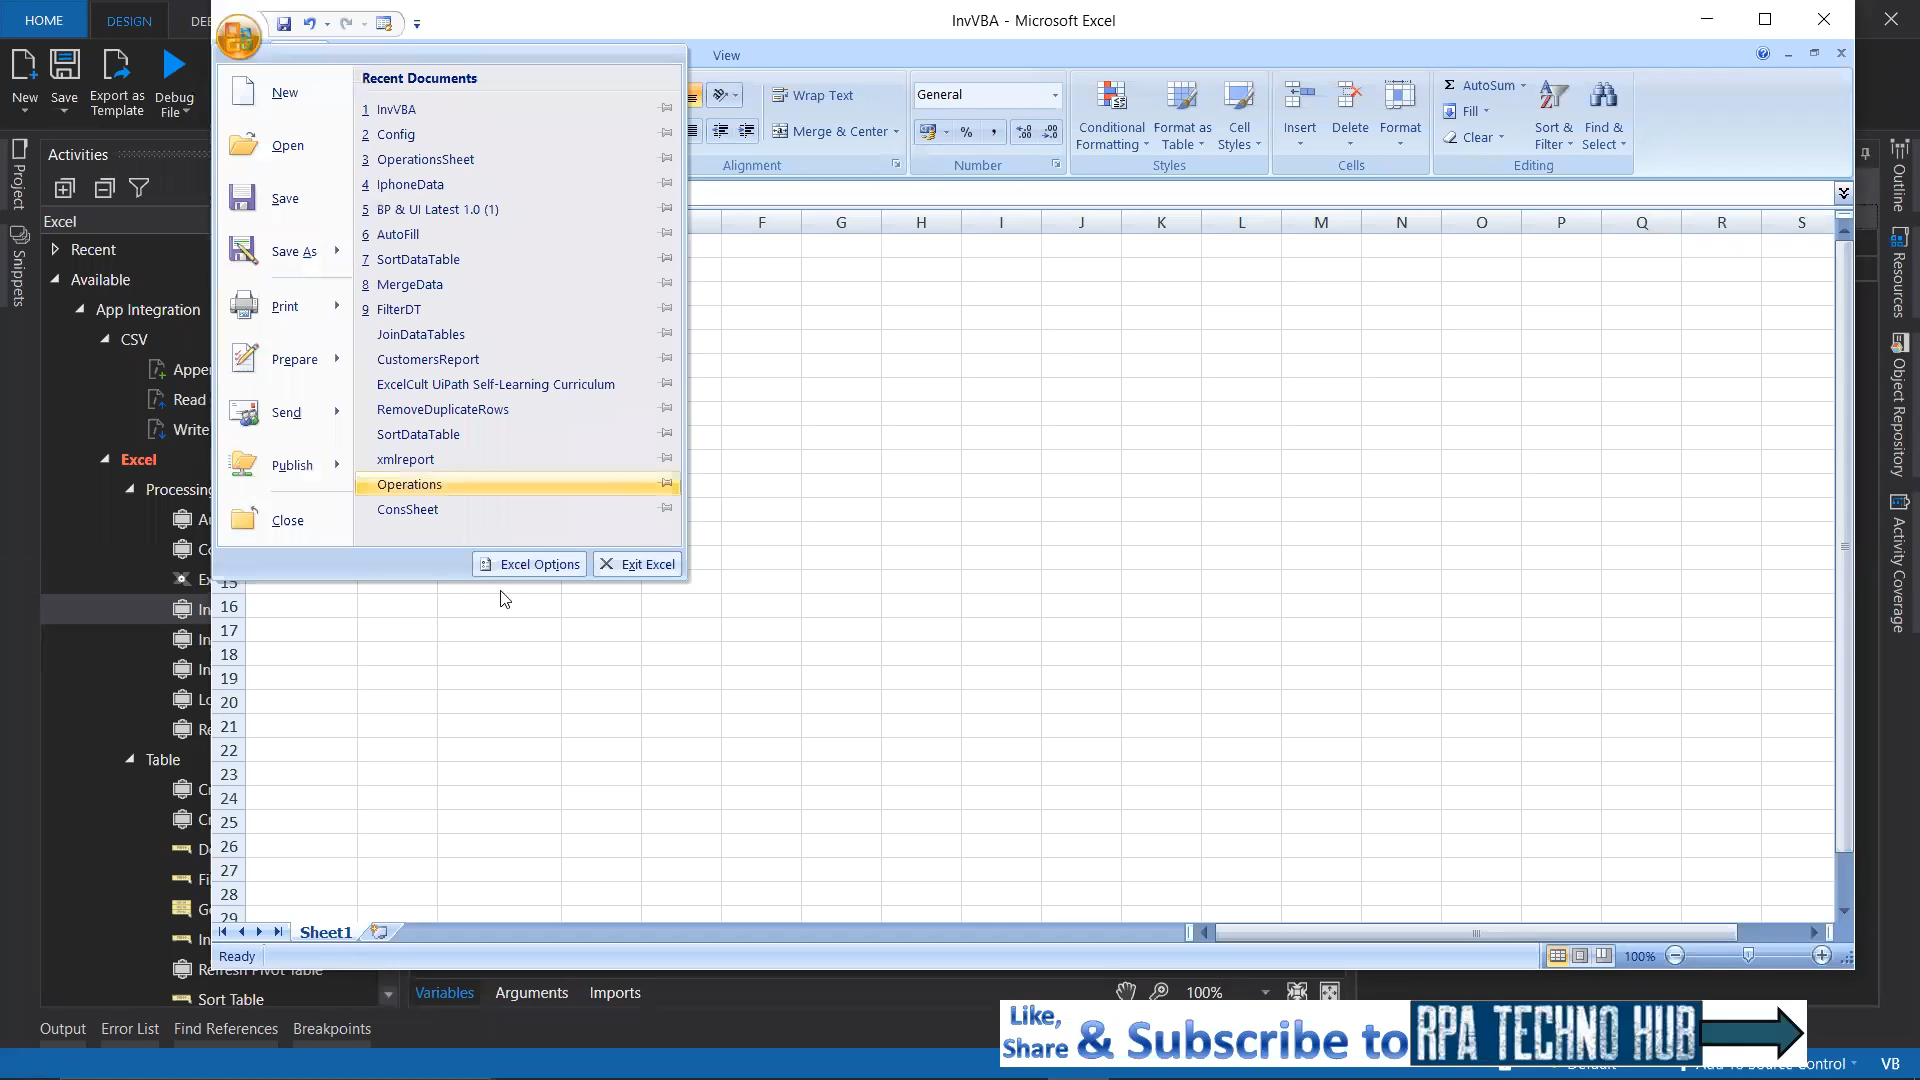 HOME
DESIGN
InvVBA - Microsoft Excel
New
Save
Export as
Template
Debug
File
View
Recent Documents
New
Open
Save
Save As
Print
Prepare
Send
Publish
Close
1 InvVBA
2 Config
3 OperationsSheet
4 IphoneData
5 BP & UI Latest 1.0 (1)
6 AutoFill
7 SortDataTable
8 MergeData
9 FilterDT
JoinDataTables
CustomersReport
ExcelCult UiPath Self-Learning Curriculum
RemoveDuplicateRows
SortDataTable
xmlreport
Operations
ConsSheet
Excel Options
Exit Excel
Wrap Text
Merge & Center
Alignment
General
%
Number
Conditional
Formatting
Format as
Table
Cell
Styles
Styles
Insert
Delete
Format
Cells
Σ AutoSum
Fill
Clear
Sort &
Filter
Find &
Select
Editing
F G H I J K L M N O P Q R S
15
16
17
18
19
20
21
22
23
24
25
26
27
28
29
Sheet1
Ready
100%
Project
Snippets
Activities
Excel
Recent
Available
App Integration
CSV
Read
Write
Excel
Processing
Table
Refresh Pivot Table
Sort Table
Outline
Resources
Object Repository
Activity Coverage
Variables
Arguments
Imports
100%
Output
Error List
Find References
Breakpoints
Like,
Share & Subscribe to RPA TECHNO HUB
VB